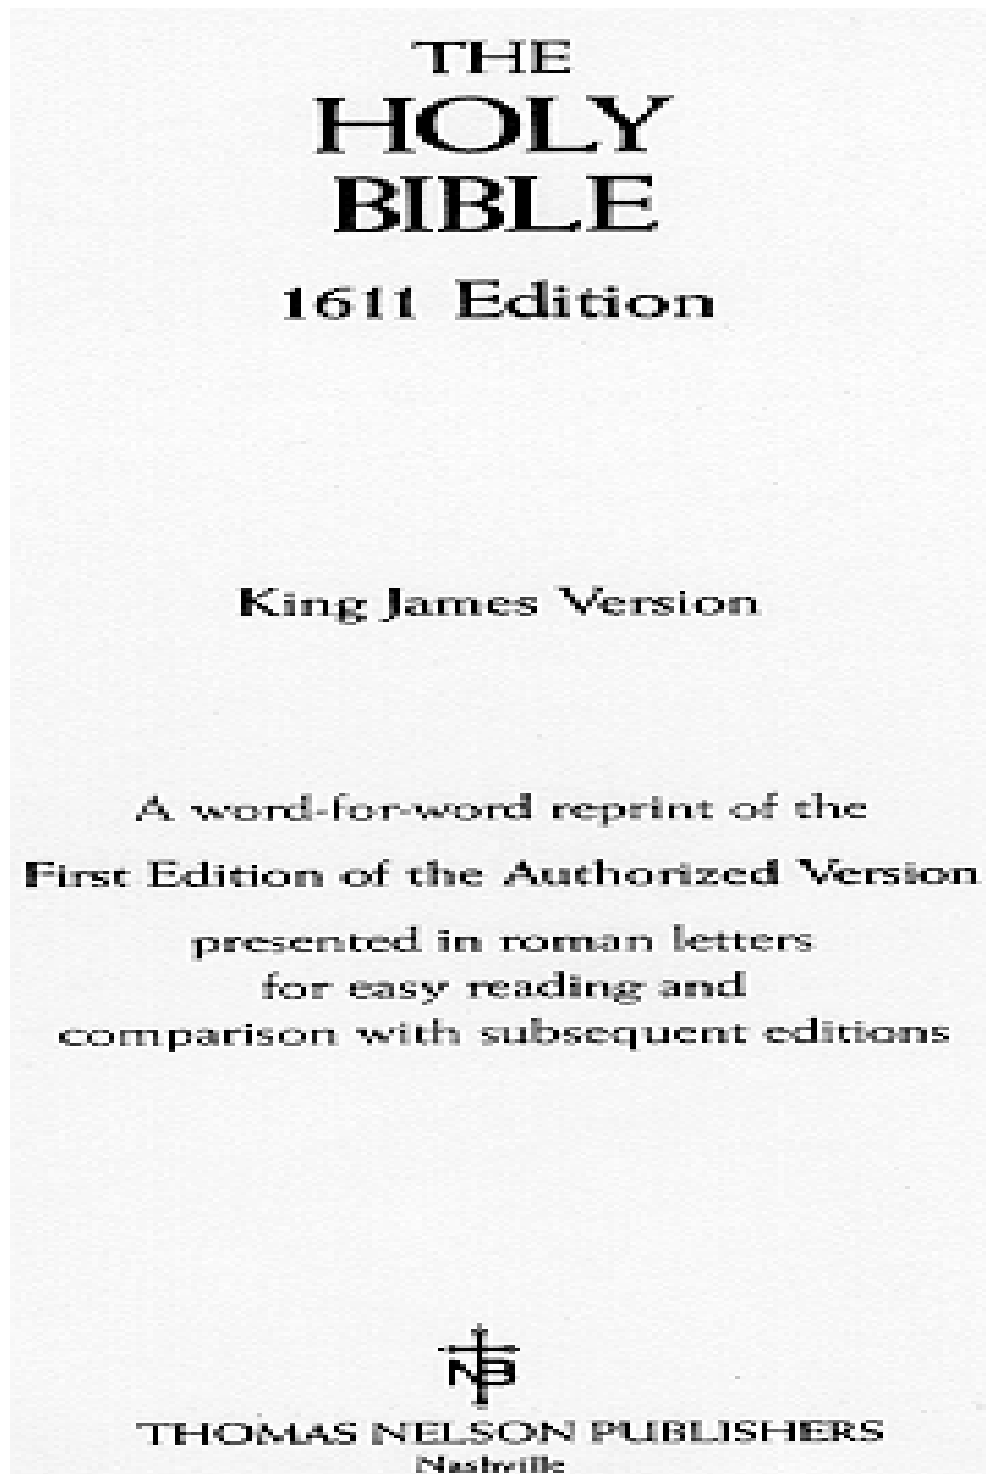 THE
HOLY
BIBLE
1611 Edition
King James Version
A word-for-word reprint of the
First Edition of the Authorized Version
presented in roman letters
for easy reading and
comparison with subsequent editions
NB
THOMAS NELSON PUBLISHERS
Nashville